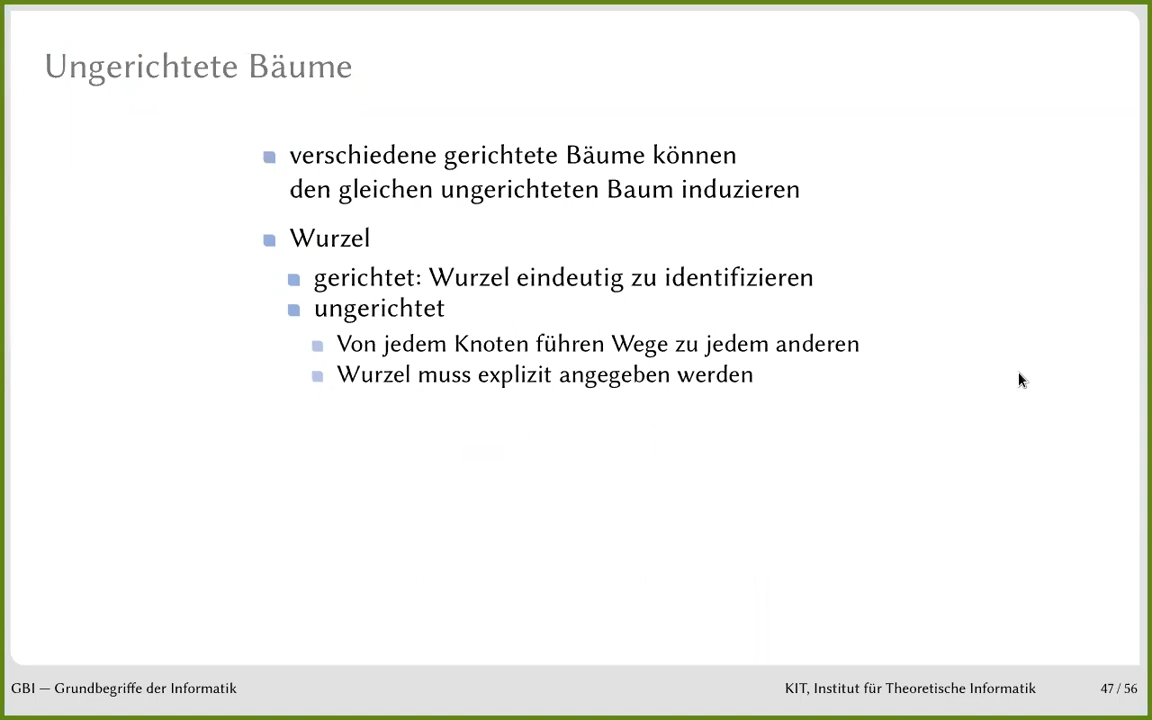 Ungerichtete Bäume
verschiedene gerichtete Bäume können
den gleichen ungerichteten Baum induzieren
Wurzel
gerichtet: Wurzel eindeutig zu identifizieren
ungerichtet
Von jedem Knoten führen Wege zu jedem anderen
Wurzel muss explizit angegeben werden
GBI — Grundbegriffe der Informatik
KIT, Institut für Theoretische Informatik
47 / 56